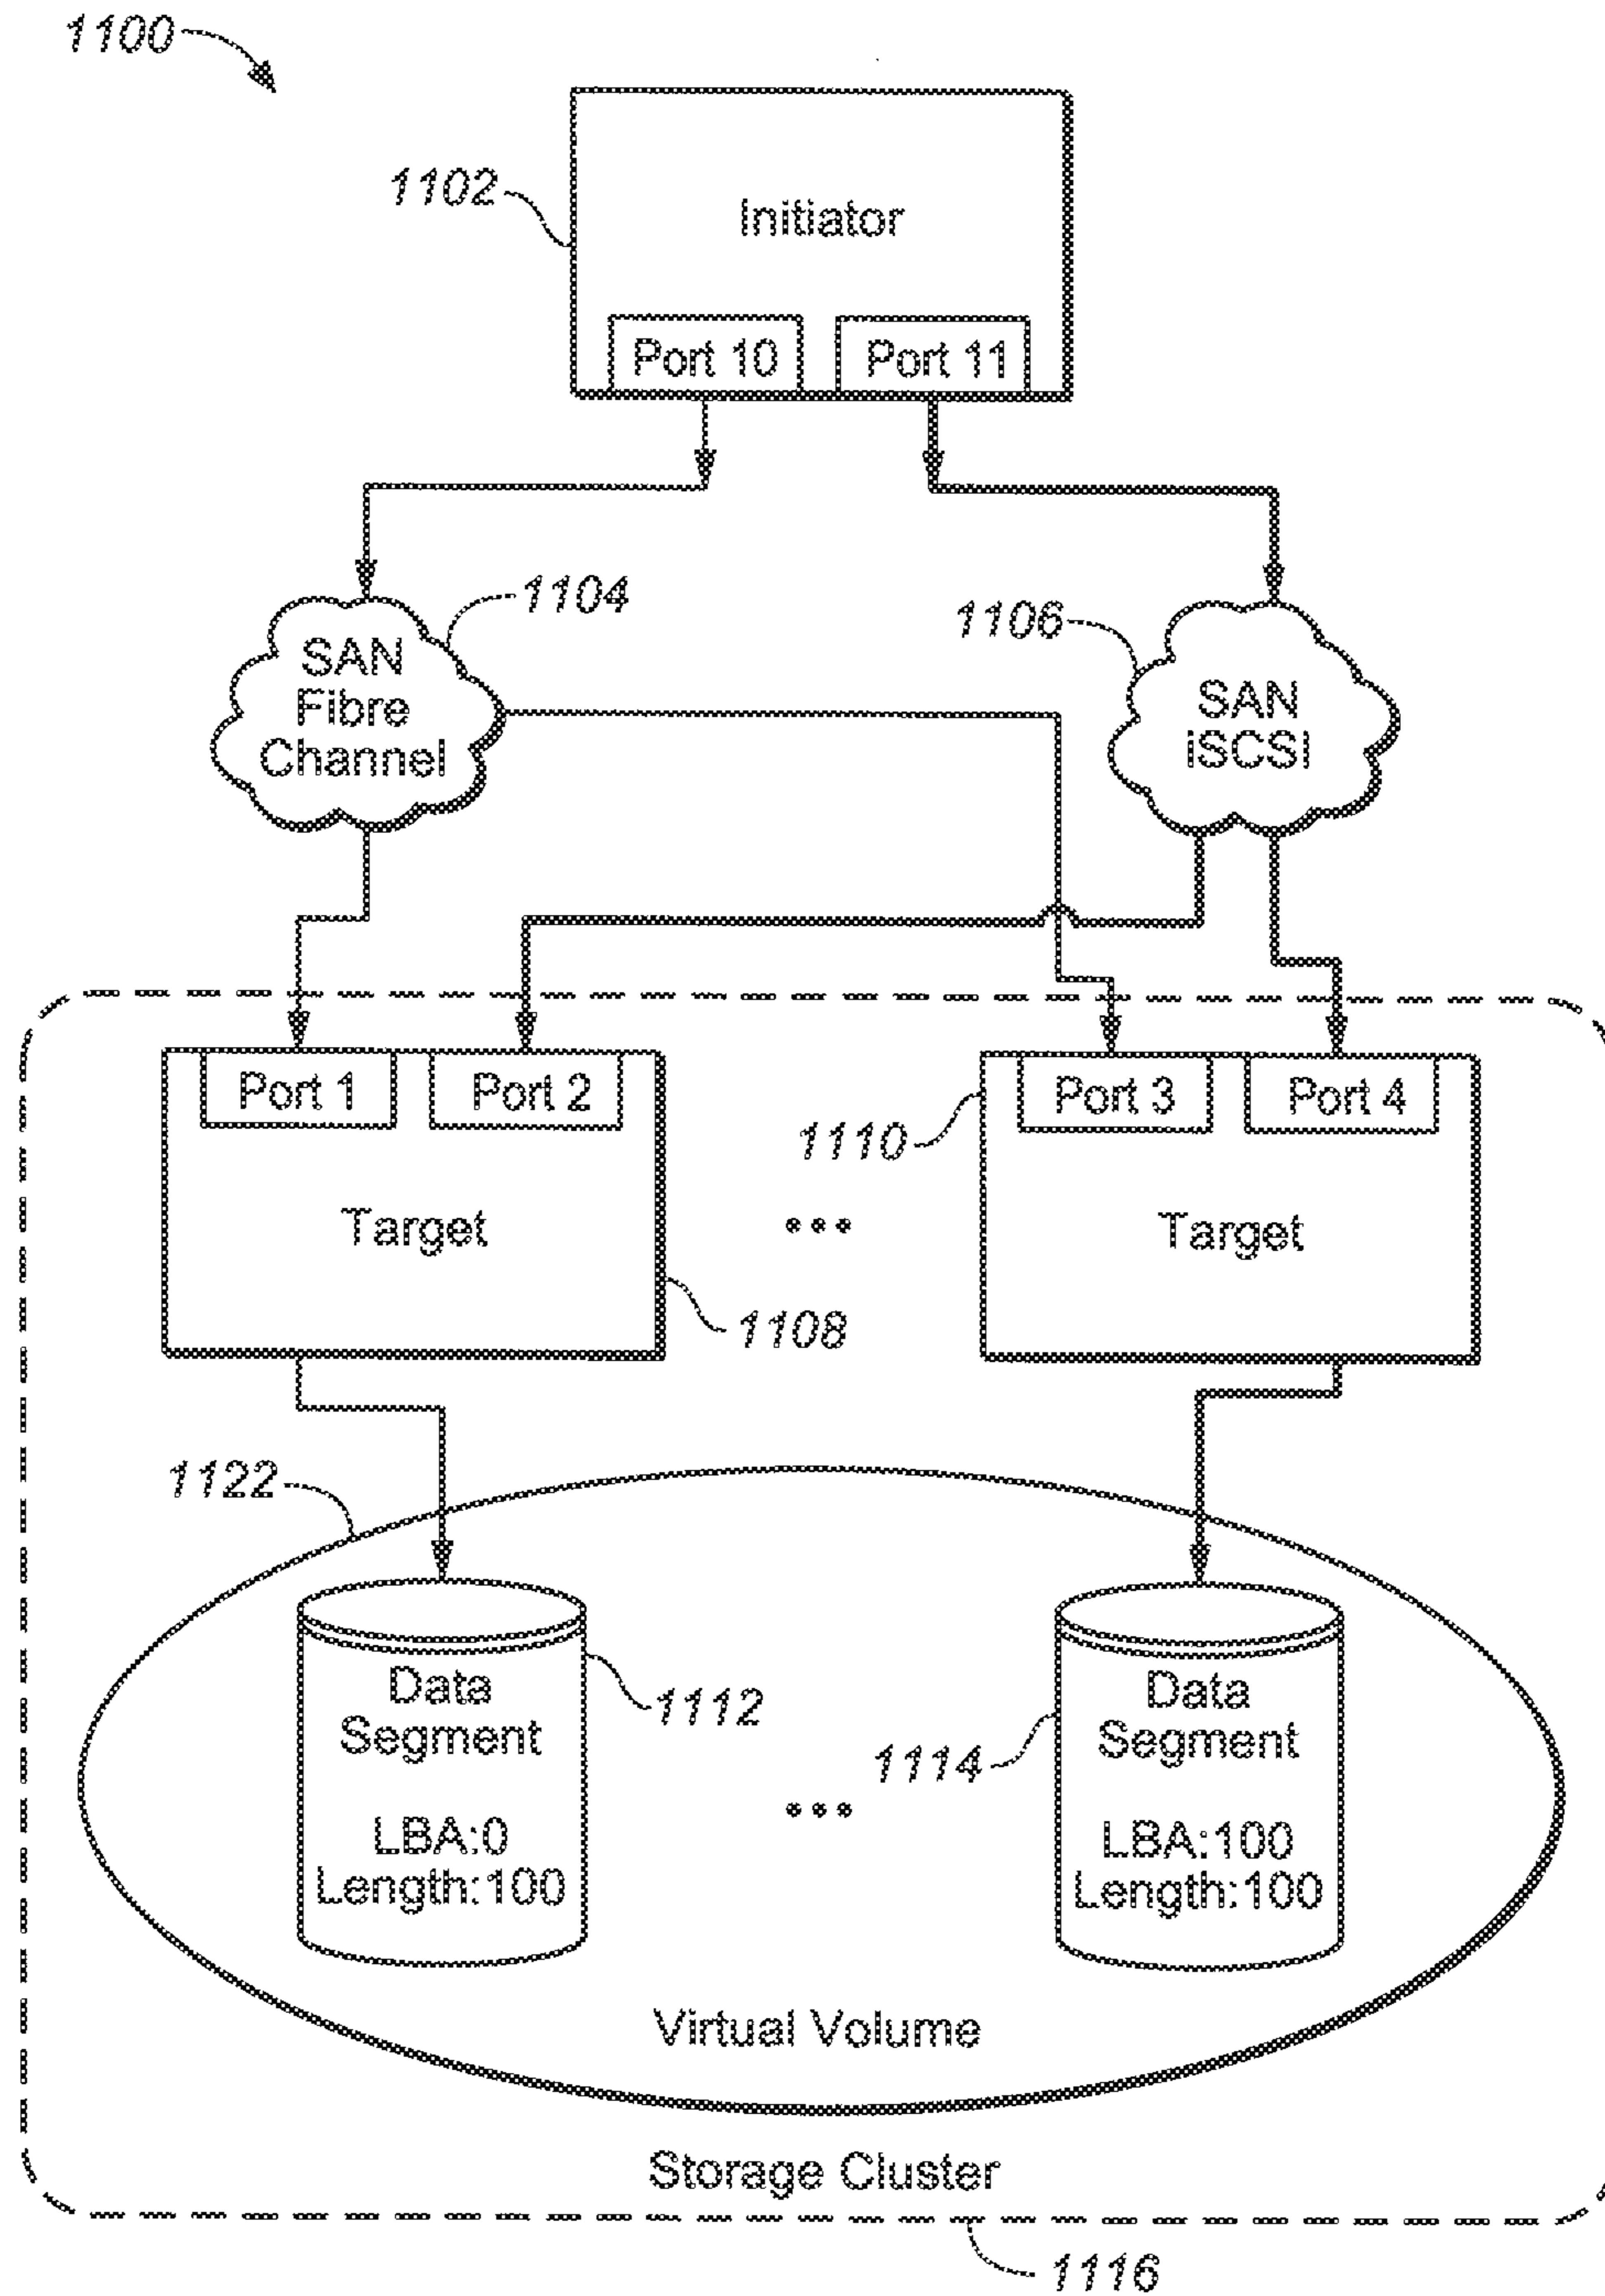 1100
1102
Initiator
Port 10
Port 11
1104
SAN
Fibre
Channel
1106
SAN
iSCSI
Port 1
Port 2
Target
1108
...
1110
Port 3
Port 4
Target
1122
Data
Segment
LBA:0
Length:100
1112
...
1114
Data
Segment
LBA:100
Length:100
Virtual Volume
Storage Cluster
1116